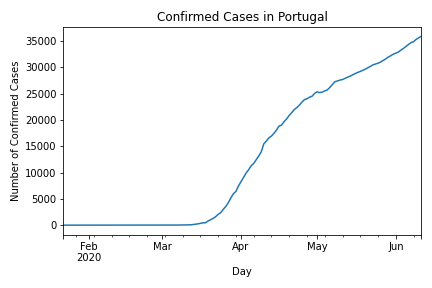 Confirmed Cases in Portugal
Number of Confirmed Cases
35000
30000
25000
20000
15000
10000
5000
0
Feb Mar Apr May Jun
2020
Day